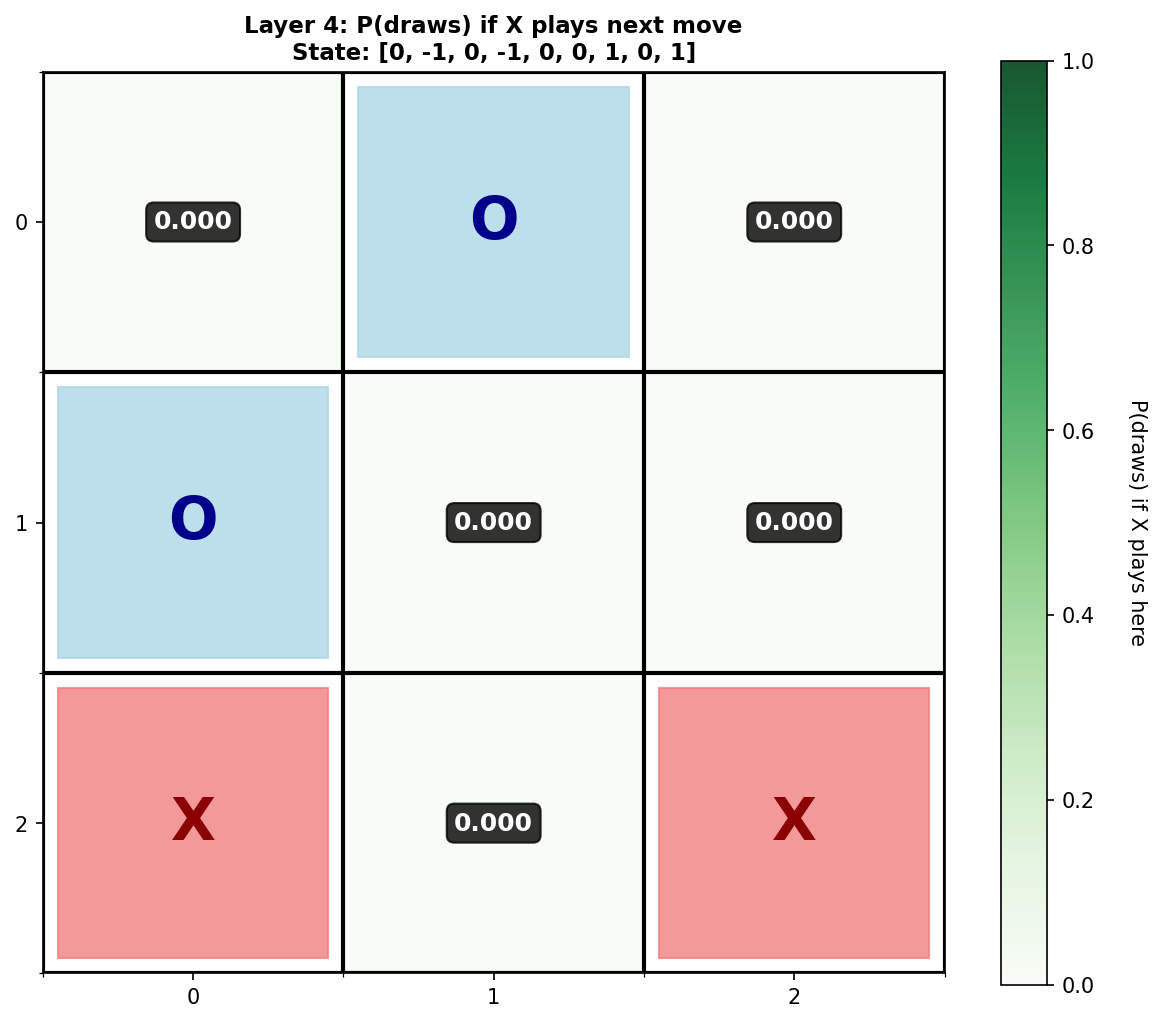 Layer 4: P(draws) if X plays next move
State: [0, -1, 0, -1, 0, 0, 1, 0, 1]
0
0.000
O
0.000
1
O
0.000
0.000
2
X
0.000
X
0
1
2
1.0
0.8
0.6
0.4
0.2
0.0
P(draws) if X plays here